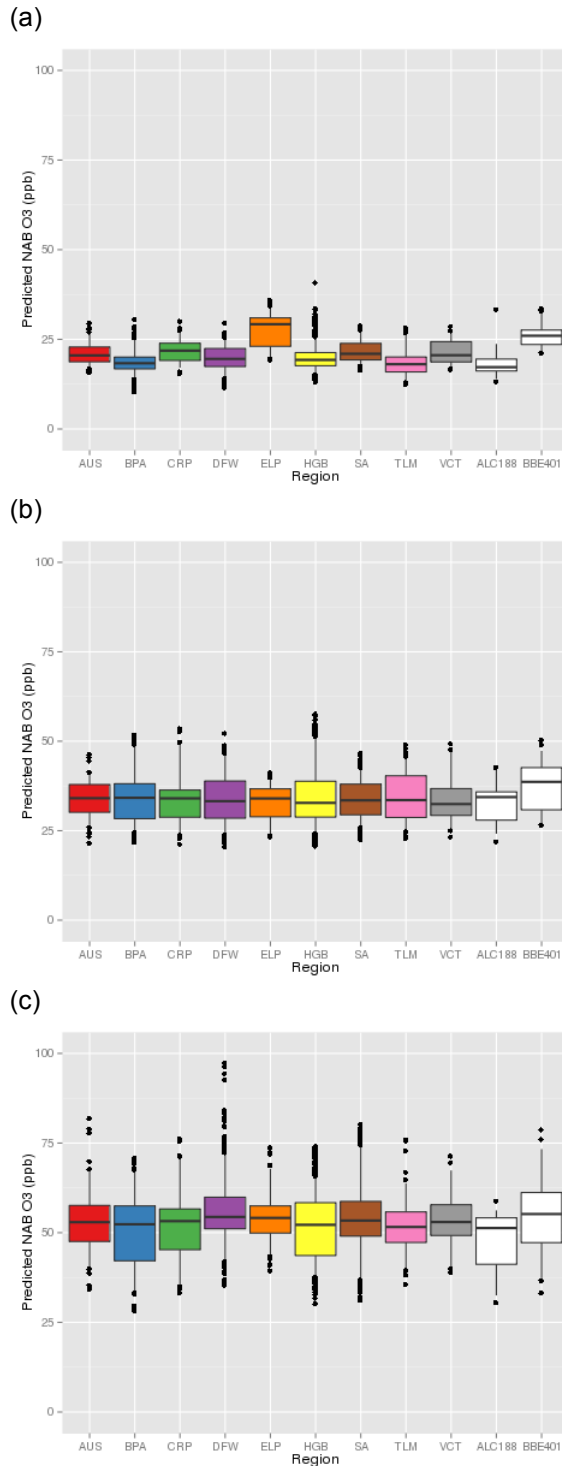 (a)
100
75
50
25
0
Predicted NAB O3 (ppb)
AUS BPA CRP DFW ELP HGB SA TLM VCT ALC188 BBE401
Region
(b)
100
75
50
25
0
Predicted NAB O3 (ppb)
AUS BPA CRP DFW ELP HGB SA TLM VCT ALC188 BBE401
Region
(c)
100
75
50
25
0
Predicted NAB O3 (ppb)
AUS BPA CRP DFW ELP HGB SA TLM VCT ALC188 BBE401
Region